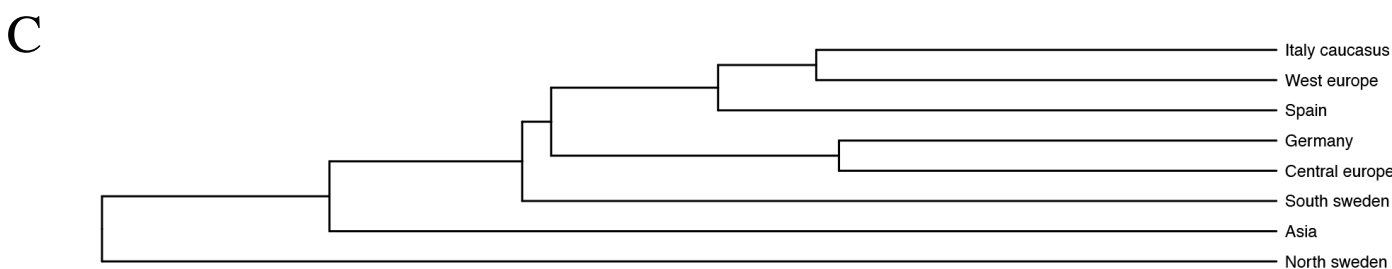 C
Italy caucasus
West europe
Spain
Germany
Central europe
South sweden
Asia
North sweden